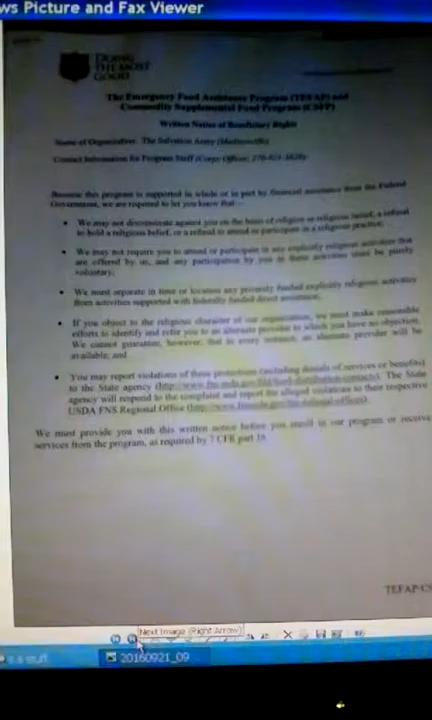 ws Picture and Fax Viewer
DOING
THE MOST
GOOD
The Emergency Food Assistance Program (TEFAP) and
Commodity Supplemental Food Program (CSFP)
Written Notice of Beneficiary Rights
Name of Organization: The Salvation Army
Contact Information for Program Staff (Corps Officer,
Because this program is supported in whole or in part by financial assistance from the Federal
Government, we are required to let you know that
• We may not discriminate against you on the basis of religion or religious belief, a refusal
to hold a religious belief, or a refusal to attend or participate in a religious practice;
• We may not require you to attend or participate in any explicitly religious activities that
are offered by us, and any participation by you in these activities must be purely
voluntary;
• We must separate in time or location any privately funded explicitly religious activities
from activities supported with federally funded direct assistance;
• If you object to the religious character of our organization, we must make reasonable
efforts to identify and refer you to an alternate provider to which you have no objection.
We cannot guarantee, however, that in every instance, an alternate provider will be
available; and
• You may report violations of these protections (including denials of services or benefits)
to the State agency (http://www.fns.usda.gov/fdd/food-distribution-contacts). The State
agency will respond to the complaint and report the alleged violations to their respective
USDA FNS Regional Office
We must provide you with this written notice before you enroll in our program or receive
services from the program, as required by 7 CFR part 16.
TEFAP-CS
Next Image (Right Arrow)
s stuff
20160921_09